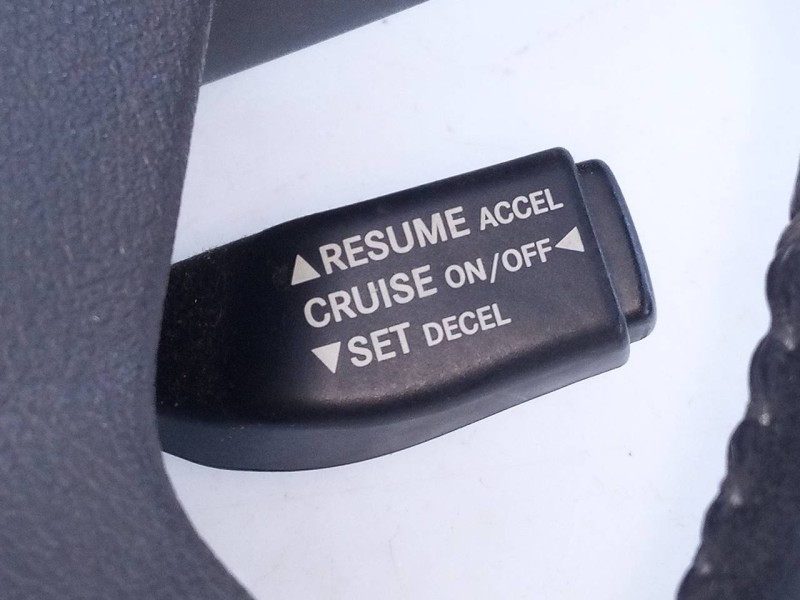 ▲RESUME ACCEL
CRUISE ON/OFF◀
▼SET DECEL